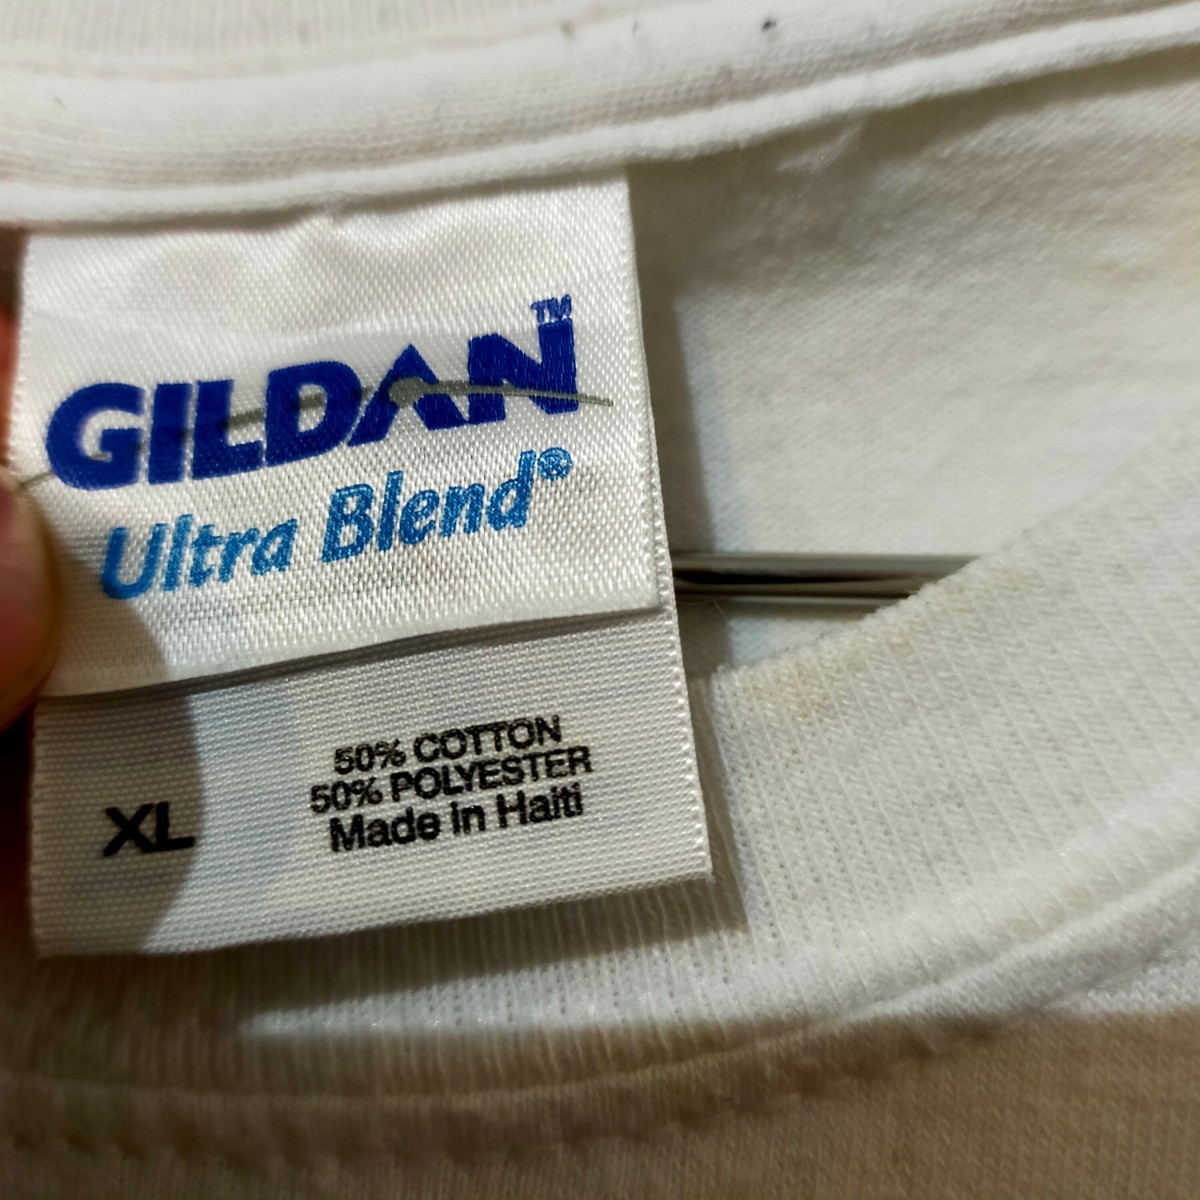 GILDAN™
Ultra Blend®
50% COTTON
50% POLYESTER
XL
Made in Haiti